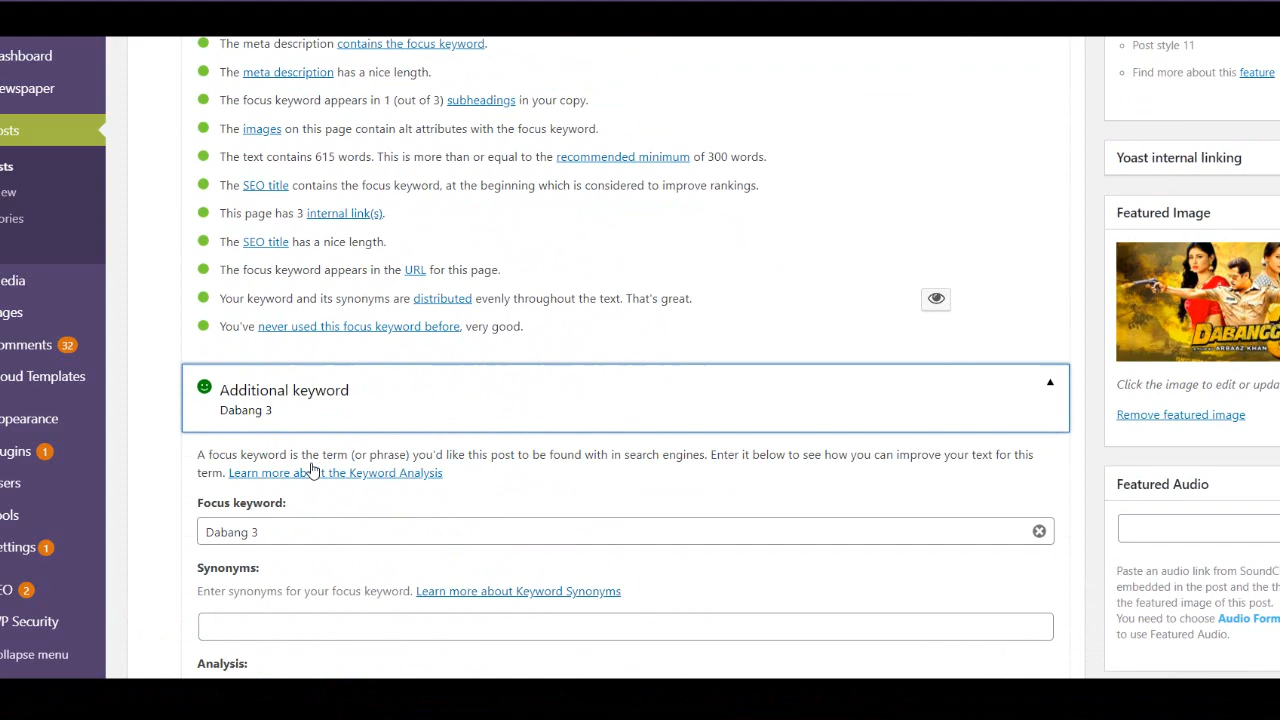 ashboard
ewspaper
osts
sts
ew
ories
edia
ages
omments 32
oud Templates
ppearance
ugins 1
sers
ools
ettings 1
EO 2
P Security
ollapse menu
The meta description contains the focus keyword.
The meta description has a nice length.
The focus keyword appears in 1 (out of 3) subheadings in your copy.
The images on this page contain alt attributes with the focus keyword.
The text contains 615 words. This is more than or equal to the recommended minimum of 300 words.
The SEO title contains the focus keyword, at the beginning which is considered to improve rankings.
This page has 3 internal link(s).
The SEO title has a nice length.
The focus keyword appears in the URL for this page.
Your keyword and its synonyms are distributed evenly throughout the text. That's great.
You've never used this focus keyword before, very good.
Additional keyword
Dabang 3
A focus keyword is the term (or phrase) you'd like this post to be found with in search engines. Enter it below to see how you can improve your text for this
term. Learn more about the Keyword Analysis
Focus keyword:
Dabang 3
Synonyms:
Enter synonyms for your focus keyword. Learn more about Keyword Synonyms
Analysis:
Post style 11
Find more about this feature
Yoast internal linking
Featured Image
DABANGG
ARBAAZ KHAN
Click the image to edit or upda
Remove featured image
Featured Audio
Paste an audio link from SoundC
embedded in the post and the th
the featured image of this post.
You need to choose Audio Form
to use Featured Audio.